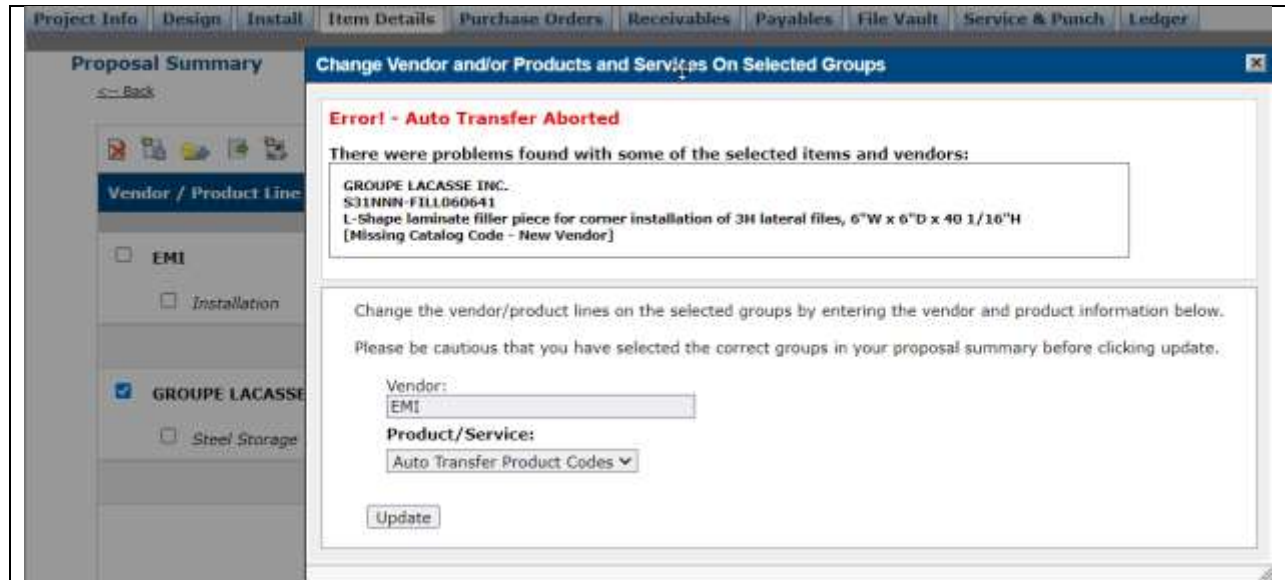 Project Info Design Install Item Details Purchase Orders Receivables Payables File Vault Service & Punch Ledger
Proposal Summary
<-- Back
Vendor / Product Line
EMI
Installation
GROUPE LACASSE
Steel Storage
Change Vendor and/or Products and Services On Selected Groups
Error! - Auto Transfer Aborted
There were problems found with some of the selected items and vendors:
GROUPE LACASSE INC.
S31NNN-FILL060641
L-Shape laminate filler piece for corner installation of 3H lateral files, 6"W x 6"D x 40 1/16"H
[Missing Catalog Code - New Vendor]
Change the vendor/product lines on the selected groups by entering the vendor and product information below.
Please be cautious that you have selected the correct groups in your proposal summary before clicking update.
Vendor:
EMI
Product/Service:
Auto Transfer Product Codes
Update